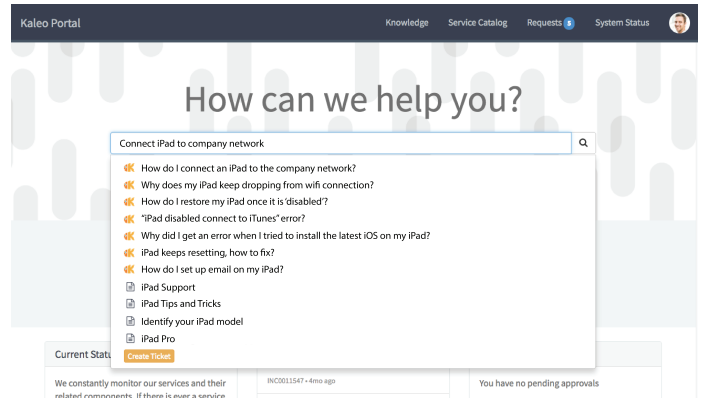 Kaleo Portal
Knowledge
Service Catalog
Requests 5
System Status
How can we help you?
Connect iPad to company network
How do I connect an iPad to the company network?
Why does my iPad keep dropping from wifi connection?
How do I restore my iPad once it is ‘disabled’?
“iPad disabled connect to iTunes” error?
Why did I get an error when I tried to install the latest iOS on my iPad?
iPad keeps resetting, how to fix?
How do I set up email on my iPad?
iPad Support
iPad Tips and Tricks
Identify your iPad model
iPad Pro
Create Ticket
Current Statu
We constantly monitor our services and their
related components. If there is ever a service
INC0011547 • 4mo ago
You have no pending approvals